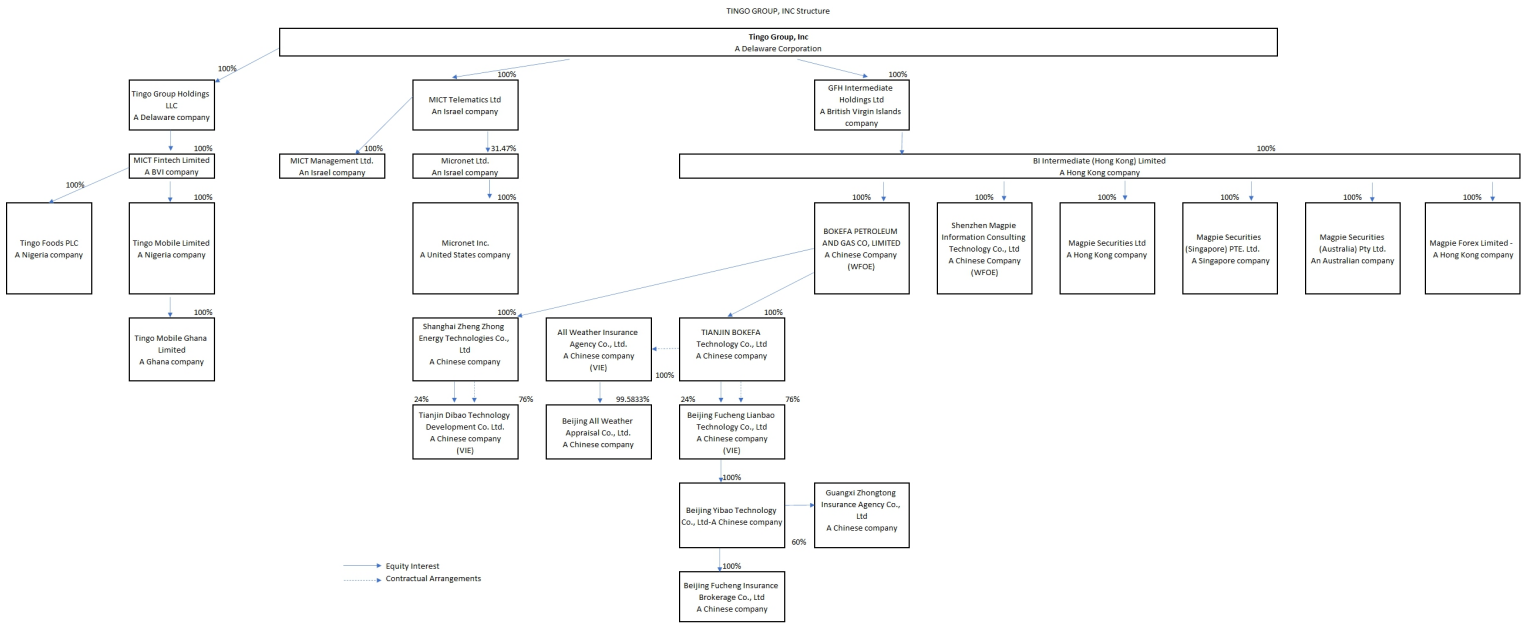 TINGO GROUP, INC Structure
Tingo Group, Inc
A Delaware Corporation
100%
100%
100%
Tingo Group Holdings
LLC
A Delaware company
MICT Telematics Ltd
An Israel company
GFH Intermediate
Holdings Ltd
A British Virgin Islands
company
100%
100%
31.47%
100%
MICT Fintech Limited
A BVI company
MICT Management Ltd.
An Israel company
Micronet Ltd.
An Israel company
BI Intermediate (Hong Kong) Limited
A Hong Kong company
100%
100%
100%
100%
100%
100%
100%
100%
100%
Tingo Foods PLC
A Nigeria company
Tingo Mobile Limited
A Nigeria company
Micronet Inc.
A United States company
BOKEFA PETROLEUM
AND GAS CO, LIMITED
A Chinese Company
(WFOE)
Shenzhen Magpie
Information Consulting
Technology Co., Ltd
A Chinese Company
(WFOE)
Magpie Securities Ltd
A Hong Kong company
Magpie Securities
(Singapore) PTE. Ltd.
A Singapore company
Magpie Securities
(Australia) Pty Ltd.
An Australian company
Magpie Forex Limited -
A Hong Kong company
100%
100%
100%
Tingo Mobile Ghana
Limited
A Ghana company
Shanghai Zheng Zhong
Energy Technologies Co.,
Ltd
A Chinese company
All Weather Insurance
Agency Co., Ltd.
A Chinese company
(VIE)
100%
TIANJIN BOKEFA
Technology Co., Ltd
A Chinese company
24%
76%
99.5833%
24%
76%
Tianjin Dibao Technology
Development Co. Ltd.
A Chinese company
(VIE)
Beijing All Weather
Appraisal Co., Ltd.
A Chinese company
Beijing Fucheng Lianbao
Technology Co., Ltd
A Chinese company
(VIE)
100%
Beijing Yibao Technology
Co., Ltd-A Chinese company
60%
Guangxi Zhongtong
Insurance Agency Co.,
Ltd
A Chinese company
100%
Beijing Fucheng Insurance
Brokerage Co., Ltd
A Chinese company
Equity Interest
Contractual Arrangements